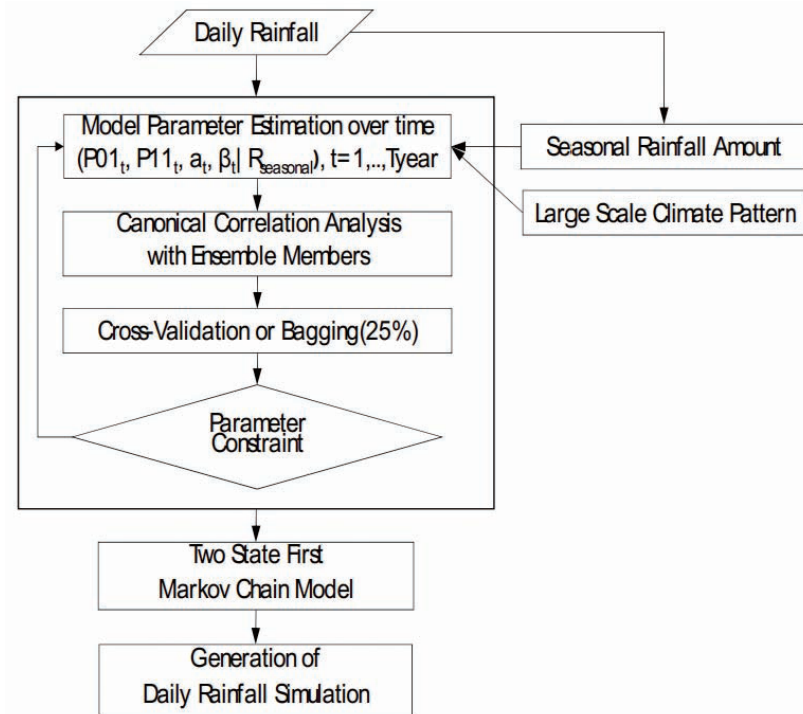 Daily Rainfall
Model Parameter Estimation over time
(P01t, P11t, at, βt| Rseasonal), t=1,..,Tyear
Seasonal Rainfall Amount
Large Scale Climate Pattern
Canonical Correlation Analysis
with Ensemble Members
Cross-Validation or Bagging(25%)
Parameter
Constraint
Two State First
Markov Chain Model
Generation of
Daily Rainfall Simulation